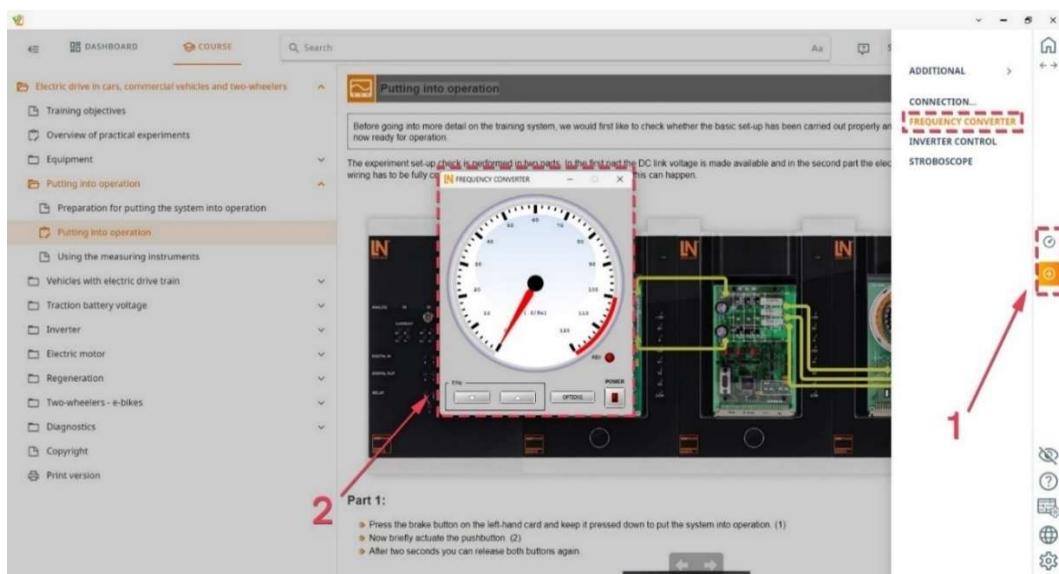 DASHBOARD
COURSE
Search
Aa
ADDITIONAL
CONNECTION...
FREQUENCY CONVERTER
INVERTER CONTROL
STROBOSCOPE
Electric drive in cars, commercial vehicles and two-wheelers
Training objectives
Overview of practical experiments
Equipment
Putting into operation
Preparation for putting the system into operation
Putting into operation
Using the measuring instruments
Vehicles with electric drive train
Traction battery voltage
Inverter
Electric motor
Regeneration
Two-wheelers - e-bikes
Diagnostics
Copyright
Print version
Putting into operation
Before going into more detail on the training system, we would first like to check whether the basic set-up has been carried out properly an
now ready for operation.
The experiment set-up check is performed in two parts. In the first part the DC link voltage is made available and in the second part the elec
wiring has to be fully
this can happen.
FREQUENCY CONVERTER
REV
POWER
OPTIONS
LN
LN
LN
1
2
Part 1:
Press the brake button on the left-hand card and keep it pressed down to put the system into operation. (1)
Now briefly actuate the pushbutton. (2)
After two seconds you can release both buttons again.